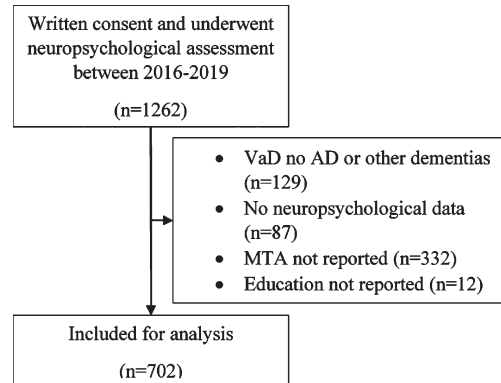 Written consent and underwent
neuropsychological assessment
between 2016-2019
(n=1262)
• VaD no AD or other dementias
(n=129)
• No neuropsychological data
(n=87)
• MTA not reported (n=332)
• Education not reported (n=12)
Included for analysis
(n=702)